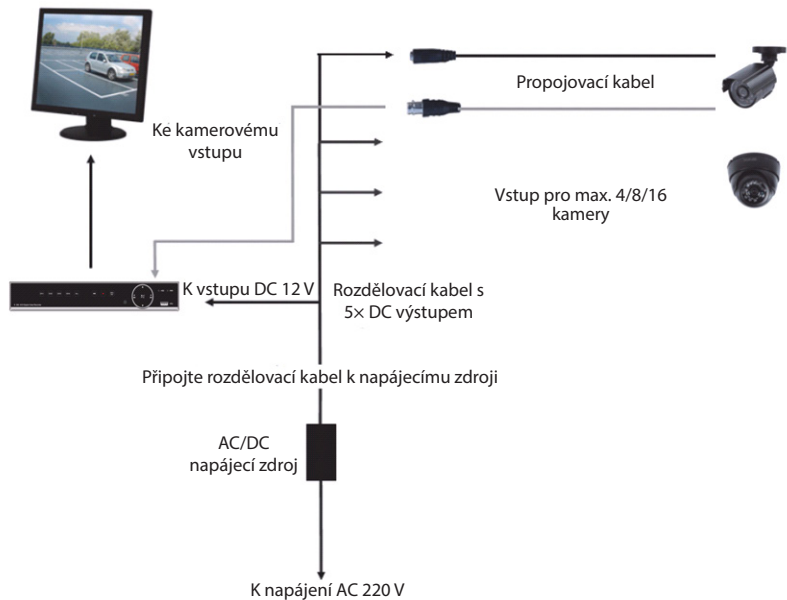 Propojovací kabel
Ke kamerovému
vstupu
Vstup pro max. 4/8/16
kamery
K vstupu DC 12 V
Rozdělovací kabel s
5× DC výstupem
Připojte rozdělovací kabel k napájecímu zdroji
AC/DC
napájecí zdroj
K napájení AC 220 V